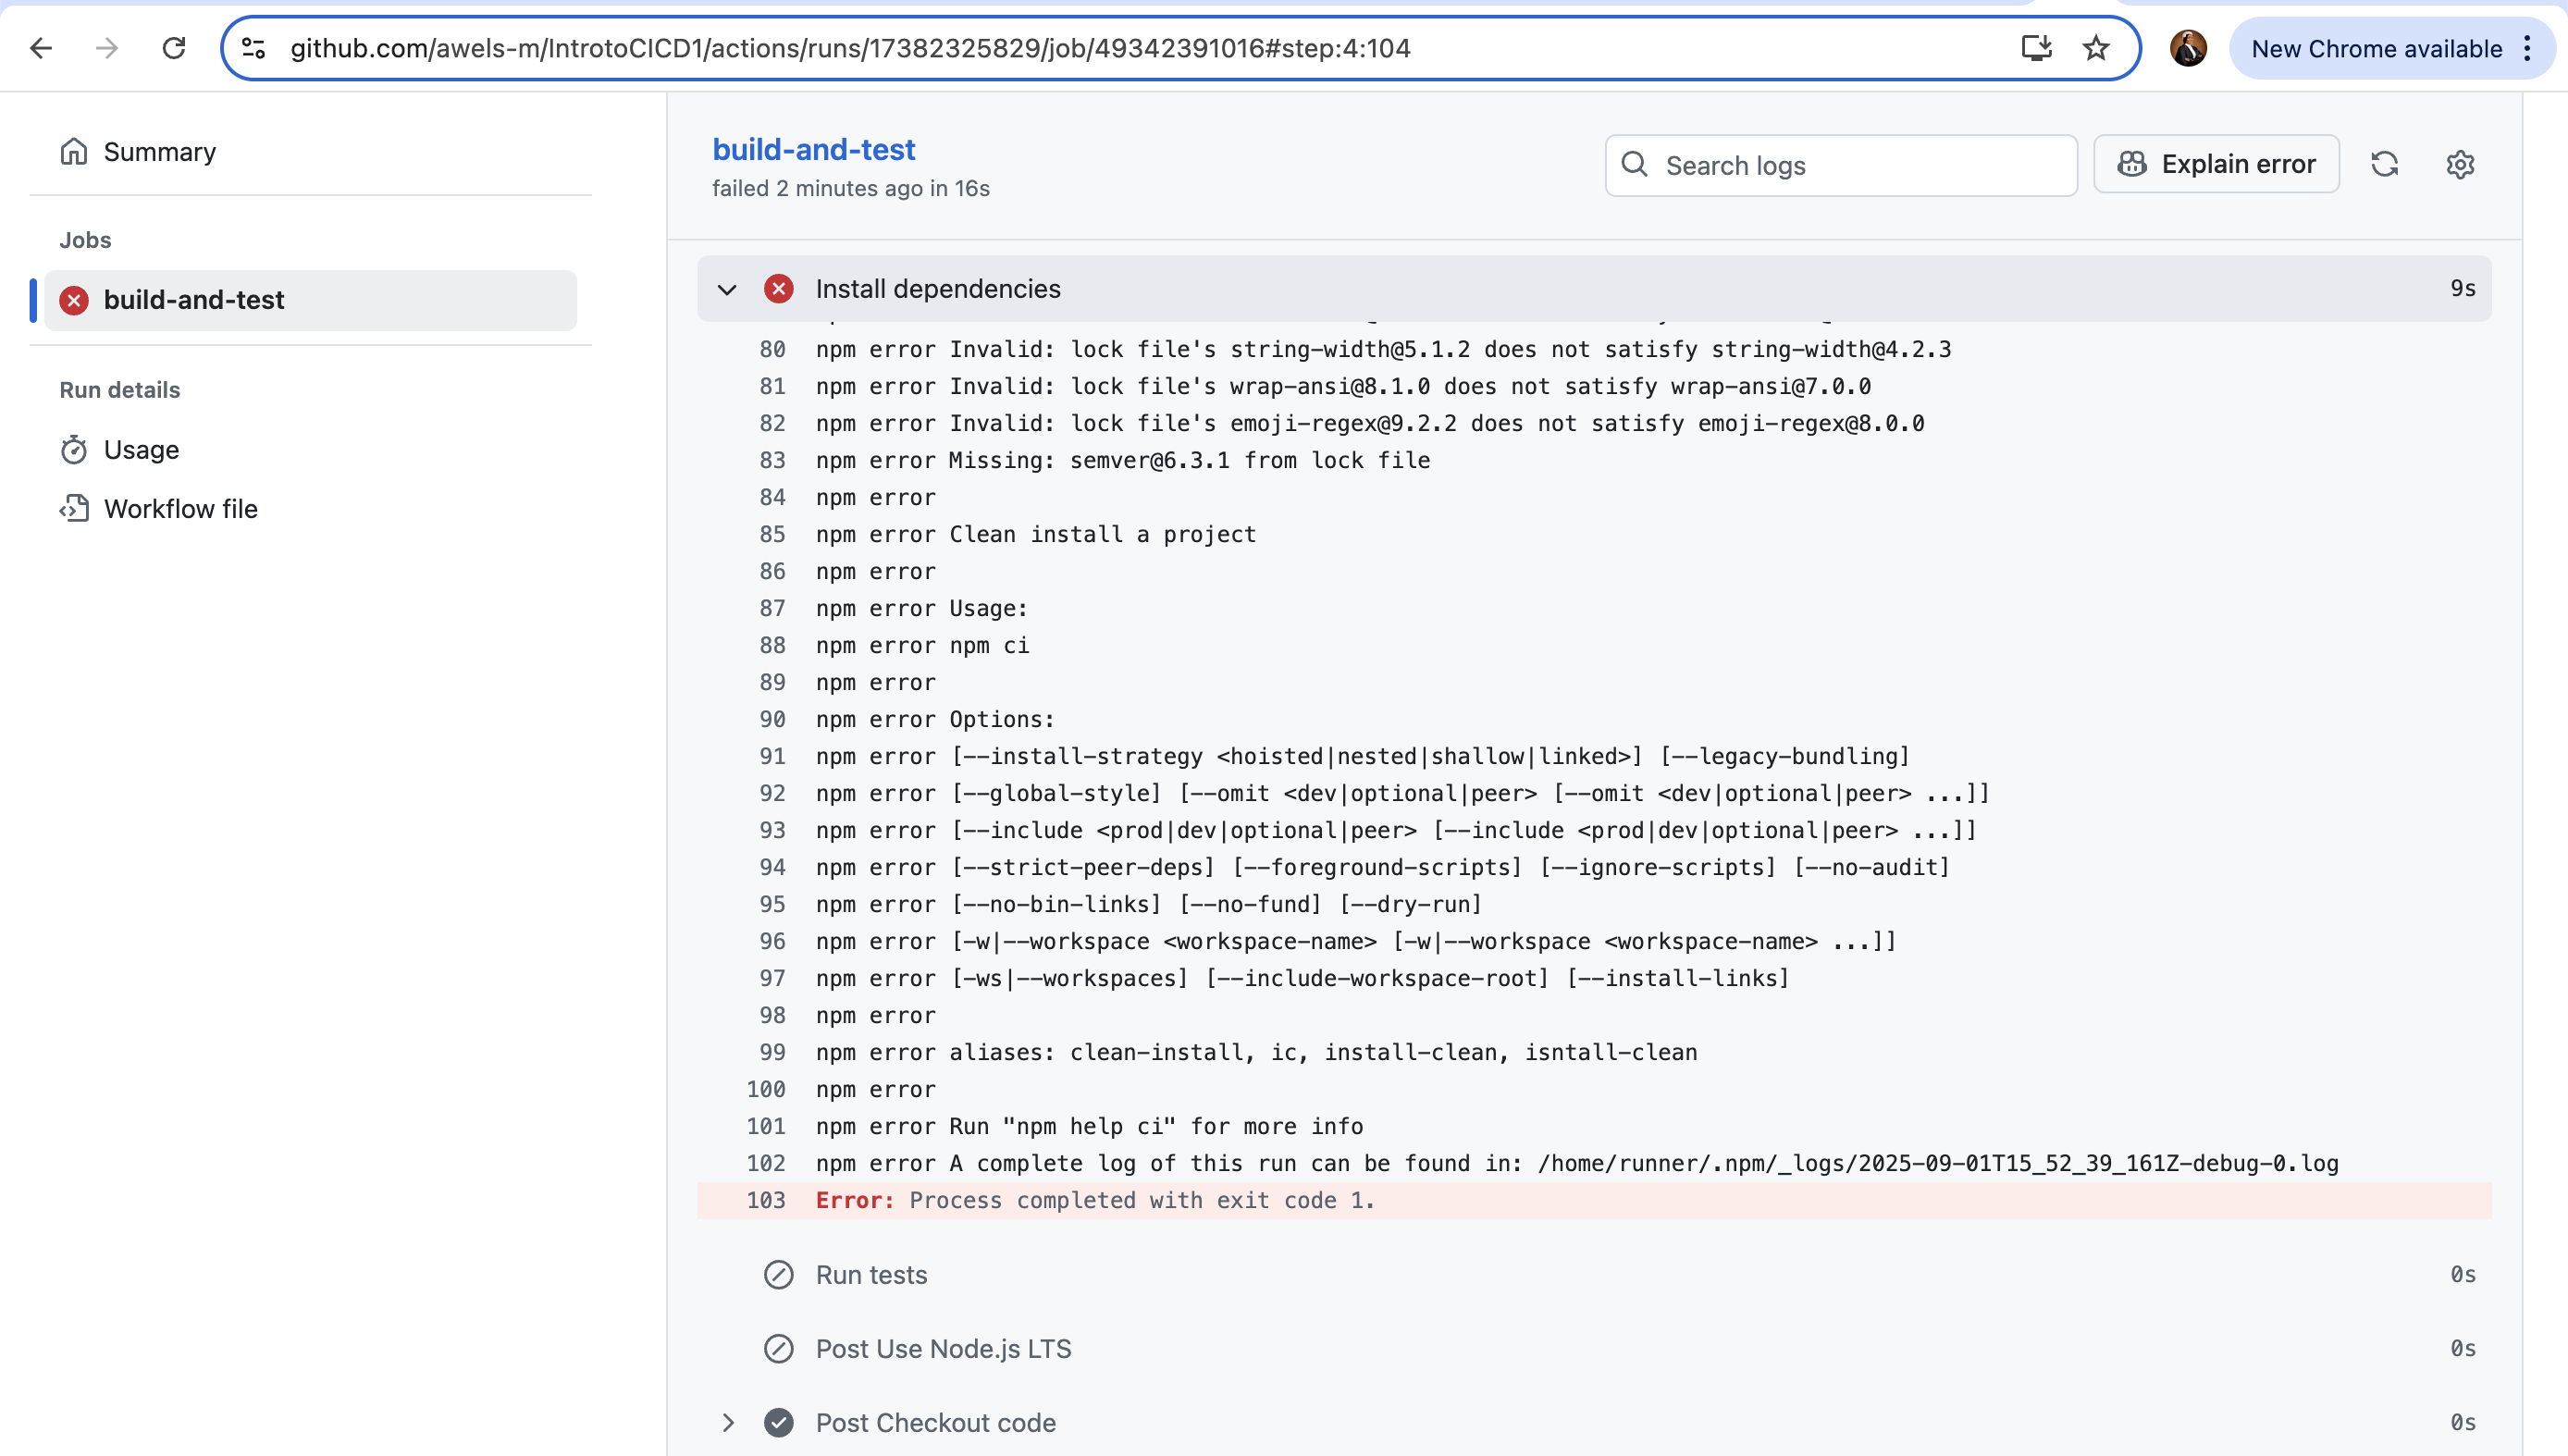 github.com/awels-m/IntrotoCICD1/actions/runs/17382325829/job/49342391016#step:4:104
New Chrome available
Summary
Jobs
build-and-test
Run details
Usage
Workflow file
build-and-test
failed 2 minutes ago in 16s
Search logs
Explain error
Install dependencies
9s
80 npm error Invalid: lock file's string-width@5.1.2 does not satisfy string-width@4.2.3
81 npm error Invalid: lock file's wrap-ansi@8.1.0 does not satisfy wrap-ansi@7.0.0
82 npm error Invalid: lock file's emoji-regex@9.2.2 does not satisfy emoji-regex@8.0.0
83 npm error Missing: semver@6.3.1 from lock file
84 npm error
85 npm error Clean install a project
86 npm error
87 npm error Usage:
88 npm error npm ci
89 npm error
90 npm error Options:
91 npm error [--install-strategy <hoisted|nested|shallow|linked>] [--legacy-bundling]
92 npm error [--global-style] [--omit <dev|optional|peer> [--omit <dev|optional|peer> ...]]
93 npm error [--include <prod|dev|optional|peer> [--include <prod|dev|optional|peer> ...]]
94 npm error [--strict-peer-deps] [--foreground-scripts] [--ignore-scripts] [--no-audit]
95 npm error [--no-bin-links] [--no-fund] [--dry-run]
96 npm error [-w|--workspace <workspace-name> [-w|--workspace <workspace-name> ...]]
97 npm error [-ws|--workspaces] [--include-workspace-root] [--install-links]
98 npm error
99 npm error aliases: clean-install, ic, install-clean, isntall-clean
100 npm error
101 npm error Run "npm help ci" for more info
102 npm error A complete log of this run can be found in: /home/runner/.npm/_logs/2025-09-01T15_52_39_161Z-debug-0.log
103 Error: Process completed with exit code 1.
Run tests
0s
Post Use Node.js LTS
0s
Post Checkout code
0s